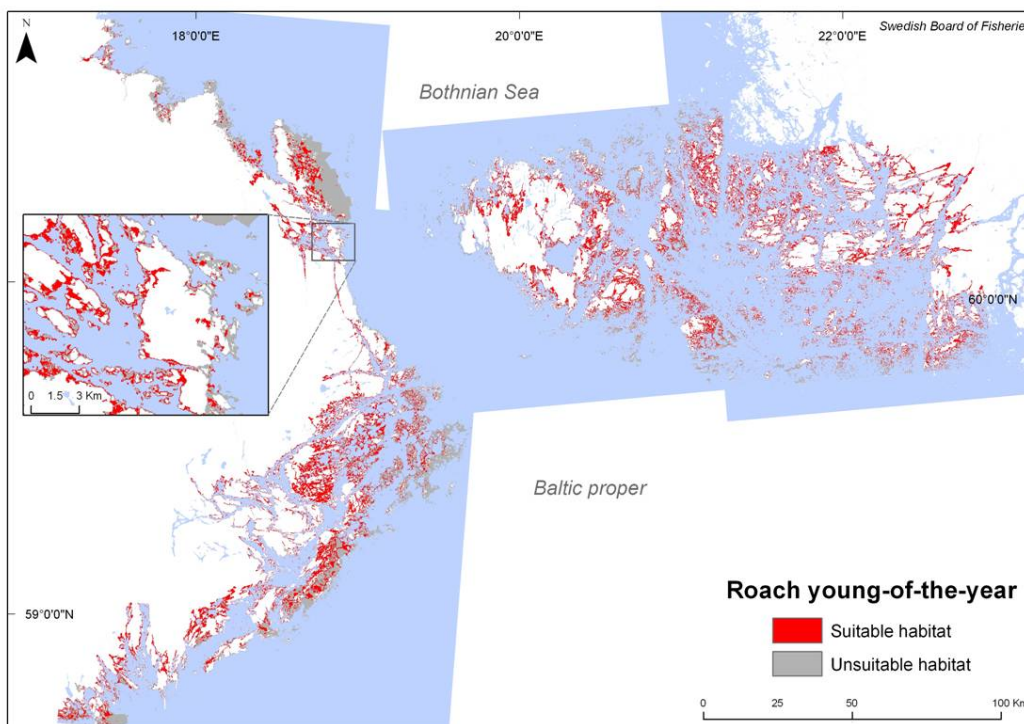 N
18°0'0"E
20°0'0"E
22°0'0"E
Swedish Board of Fisherie
Bothnian Sea
60°0'0"N
0 1.5 3 Km
Baltic proper
59°0'0"N
Roach young-of-the-year
Suitable habitat
Unsuitable habitat
0 25 50 100 Km